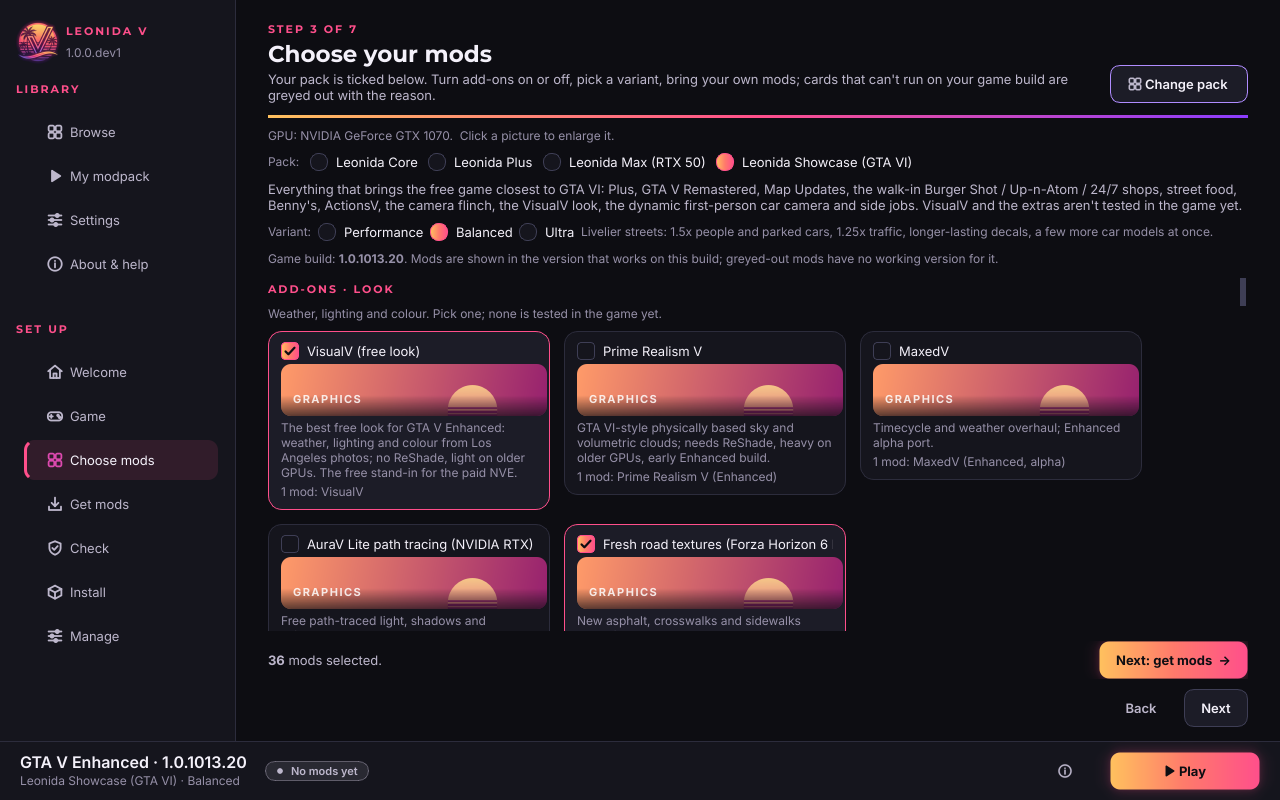 LEONIDA V
1.0.0.dev1
LIBRARY
Browse
My modpack
Settings
About & help
SET UP
Welcome
Game
Choose mods
Get mods
Check
Install
Manage
STEP 3 OF 7
Choose your mods
Your pack is ticked below. Turn add-ons on or off, pick a variant, bring your own mods; cards that can't run on your game build are
greyed out with the reason.
Change pack
GPU: NVIDIA GeForce GTX 1070. Click a picture to enlarge it.
Pack: Leonida Core Leonida Plus Leonida Max (RTX 50) Leonida Showcase (GTA VI)
Everything that brings the free game closest to GTA VI: Plus, GTA V Remastered, Map Updates, the walk-in Burger Shot / Up-n-Atom / 24/7 shops, street food,
Benny's, ActionsV, the camera flinch, the VisualV look, the dynamic first-person car camera and side jobs. VisualV and the extras aren't tested in the game yet.
Variant: Performance Balanced Ultra Livelier streets: 1.5x people and parked cars, 1.25x traffic, longer-lasting decals, a few more car models at once.
Game build: 1.0.1013.20. Mods are shown in the version that works on this build; greyed-out mods have no working version for it.
ADD-ONS · LOOK
Weather, lighting and colour. Pick one; none is tested in the game yet.
VisualV (free look)
GRAPHICS
The best free look for GTA V Enhanced:
weather, lighting and colour from Los
Angeles photos; no ReShade, light on older
GPUs. The free stand-in for the paid NVE.
1 mod: VisualV
Prime Realism V
GRAPHICS
GTA VI-style physically based sky and
volumetric clouds; needs ReShade, heavy on
older GPUs, early Enhanced build.
1 mod: Prime Realism V (Enhanced)
MaxedV
GRAPHICS
Timecycle and weather overhaul; Enhanced
alpha port.
1 mod: MaxedV (Enhanced, alpha)
AuraV Lite path tracing (NVIDIA RTX)
GRAPHICS
Free path-traced light, shadows and
Fresh road textures (Forza Horizon 6
GRAPHICS
New asphalt, crosswalks and sidewalks
36 mods selected.
Next: get mods →
Back
Next
GTA V Enhanced · 1.0.1013.20
Leonida Showcase (GTA VI) · Balanced
No mods yet
Play